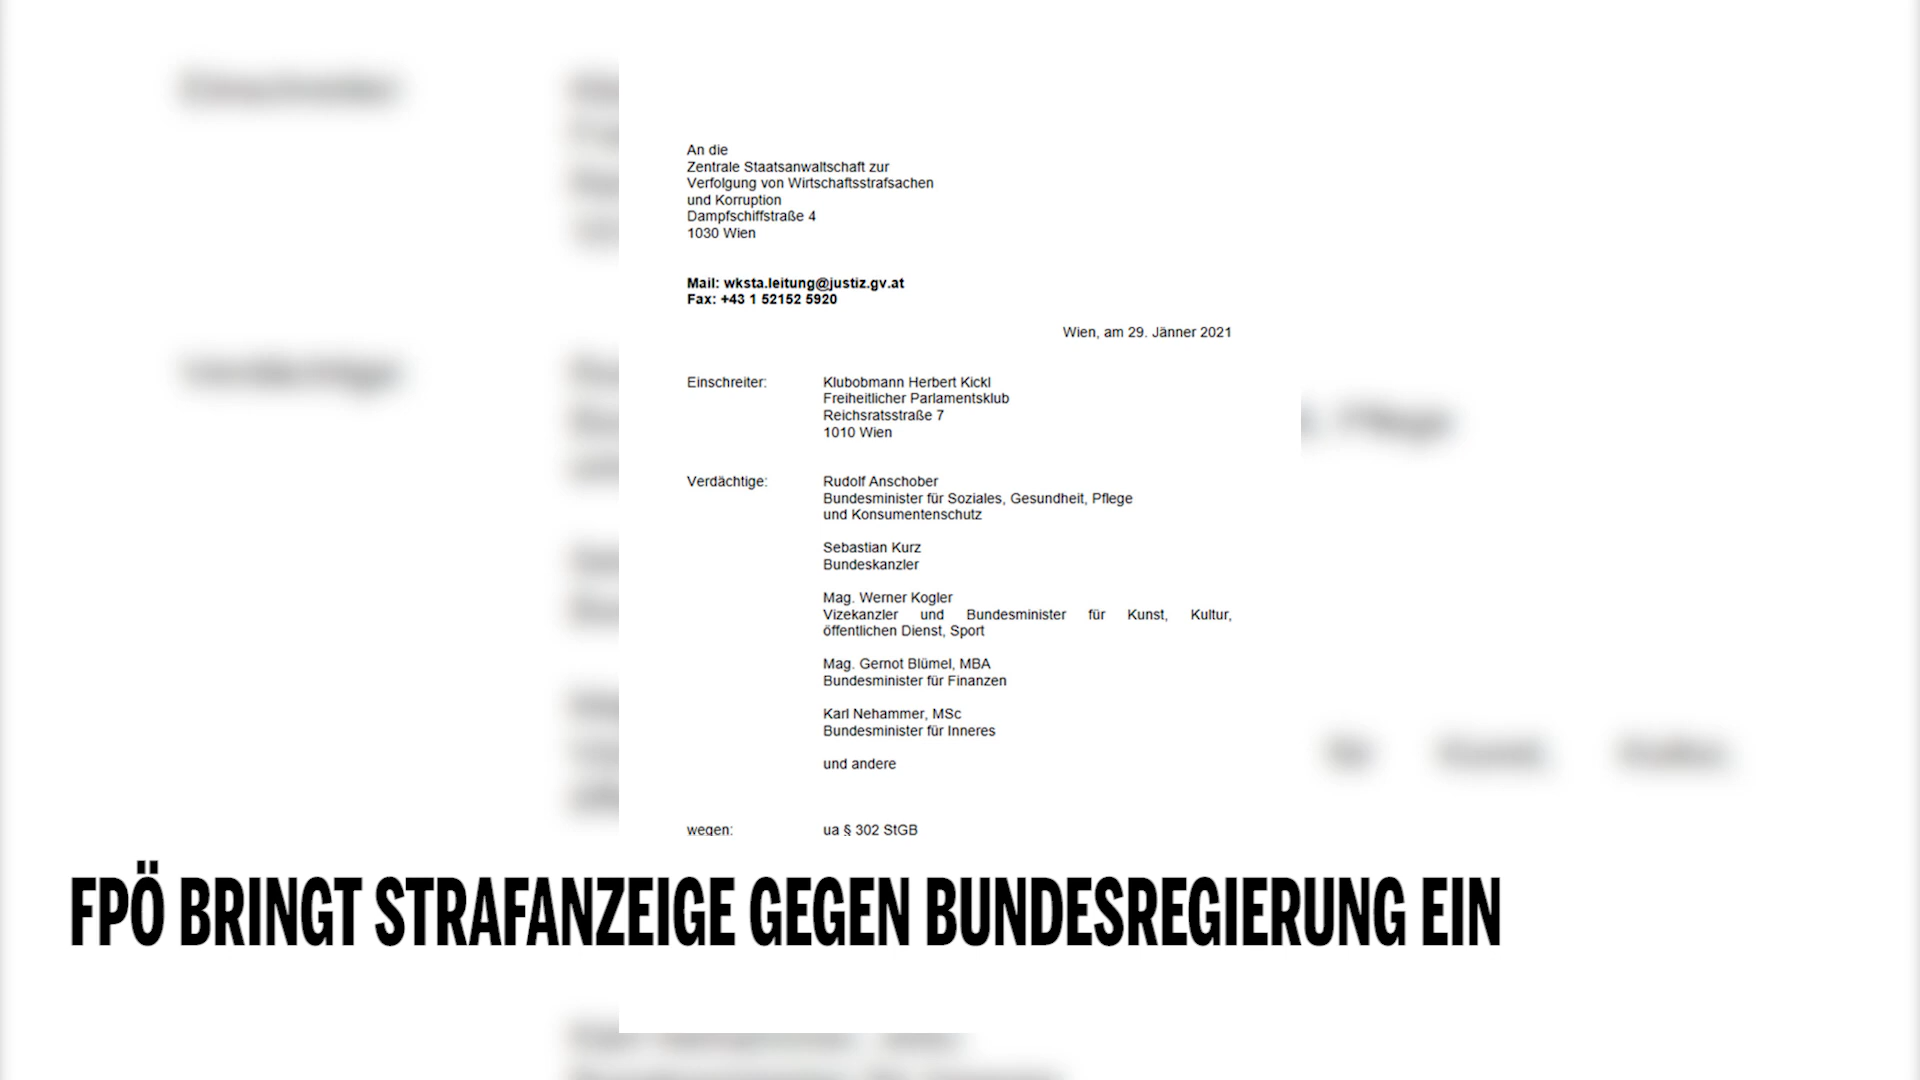 An die
Zentrale Staatsanwaltschaft zur
Verfolgung von Wirtschaftsstrafsachen
und Korruption
Dampfschiffstraße 4
1030 Wien
Mail: wksta.leitung@justiz.gv.at
Fax: +43 1 52152 5920
Wien, am 29. Jänner 2021
Einschreiter: Klubobmann Herbert Kickl
Freiheitlicher Parlamentsklub
Reichsratsstraße 7
1010 Wien
Verdächtige: Rudolf Anschober
Bundesminister für Soziales, Gesundheit, Pflege
und Konsumentenschutz
Sebastian Kurz
Bundeskanzler
Mag. Werner Kogler
Vizekanzler und Bundesminister für Kunst, Kultur,
öffentlichen Dienst, Sport
Mag. Gernot Blümel, MBA
Bundesminister für Finanzen
Karl Nehammer, MSc
Bundesminister für Inneres
und andere
wegen: ua § 302 StGB
FPÖ BRINGT STRAFANZEIGE GEGEN BUNDESREGIERUNG EIN